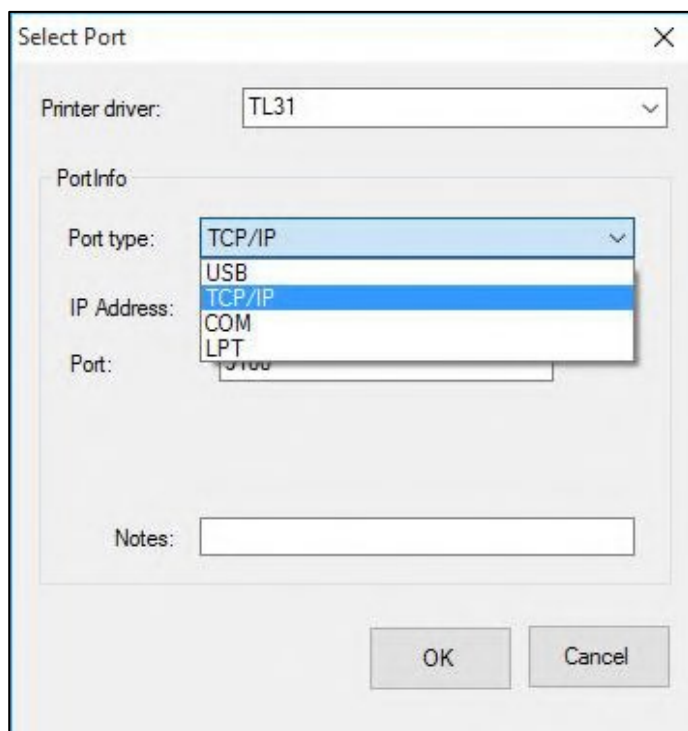 Select Port
Printer driver: TL31
PortInfo
Port type: TCP/IP
USB
IP Address: TCP/IP
COM
LPT
Port:
Notes:
OK Cancel